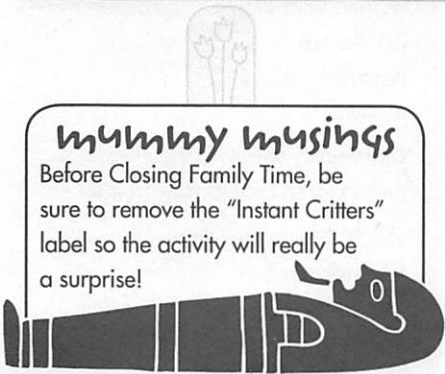 mummy musings
Before Closing Family Time, be
sure to remove the "Instant Critters"
label so the activity will really be
a surprise!